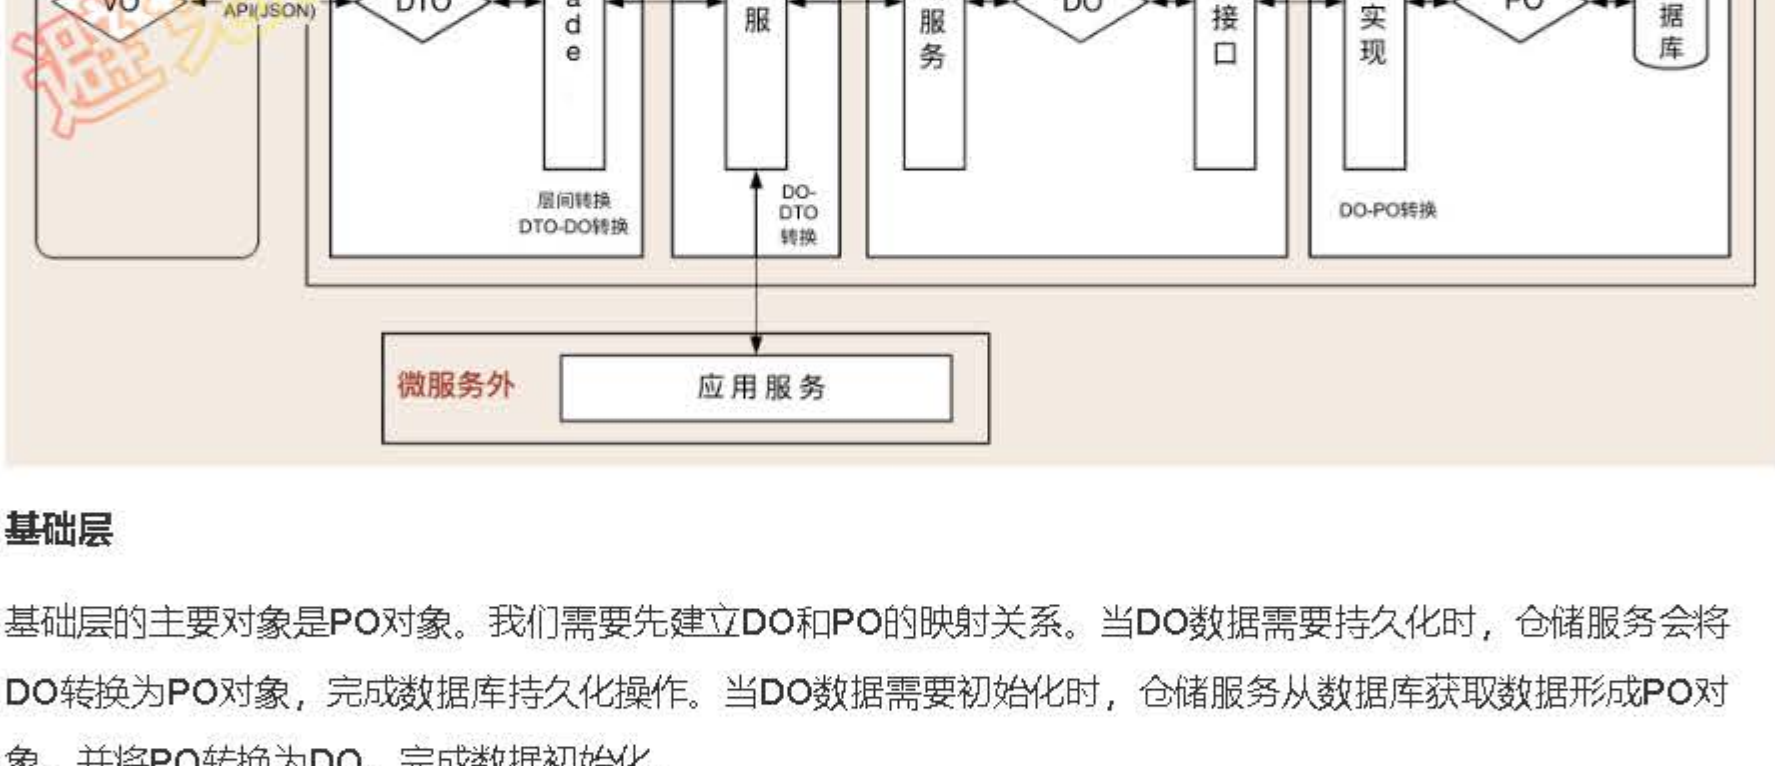 VO
API(JSON)
DTO
ade
服
服务
DO
接口
实现
PO
据库
避
层间转换
DTO-DO转换
DO-
DTO
转换
DO-PO转换
微服务外
应用服务
基础层
基础层的主要对象是PO对象。我们需要先建立DO和PO的映射关系。当DO数据需要持久化时，仓储服务会将
DO转换为PO对象，完成数据库持久化操作。当DO数据需要初始化时，仓储服务从数据库获取数据形成PO对
象，并将PO转换为DO，完成数据初始化。